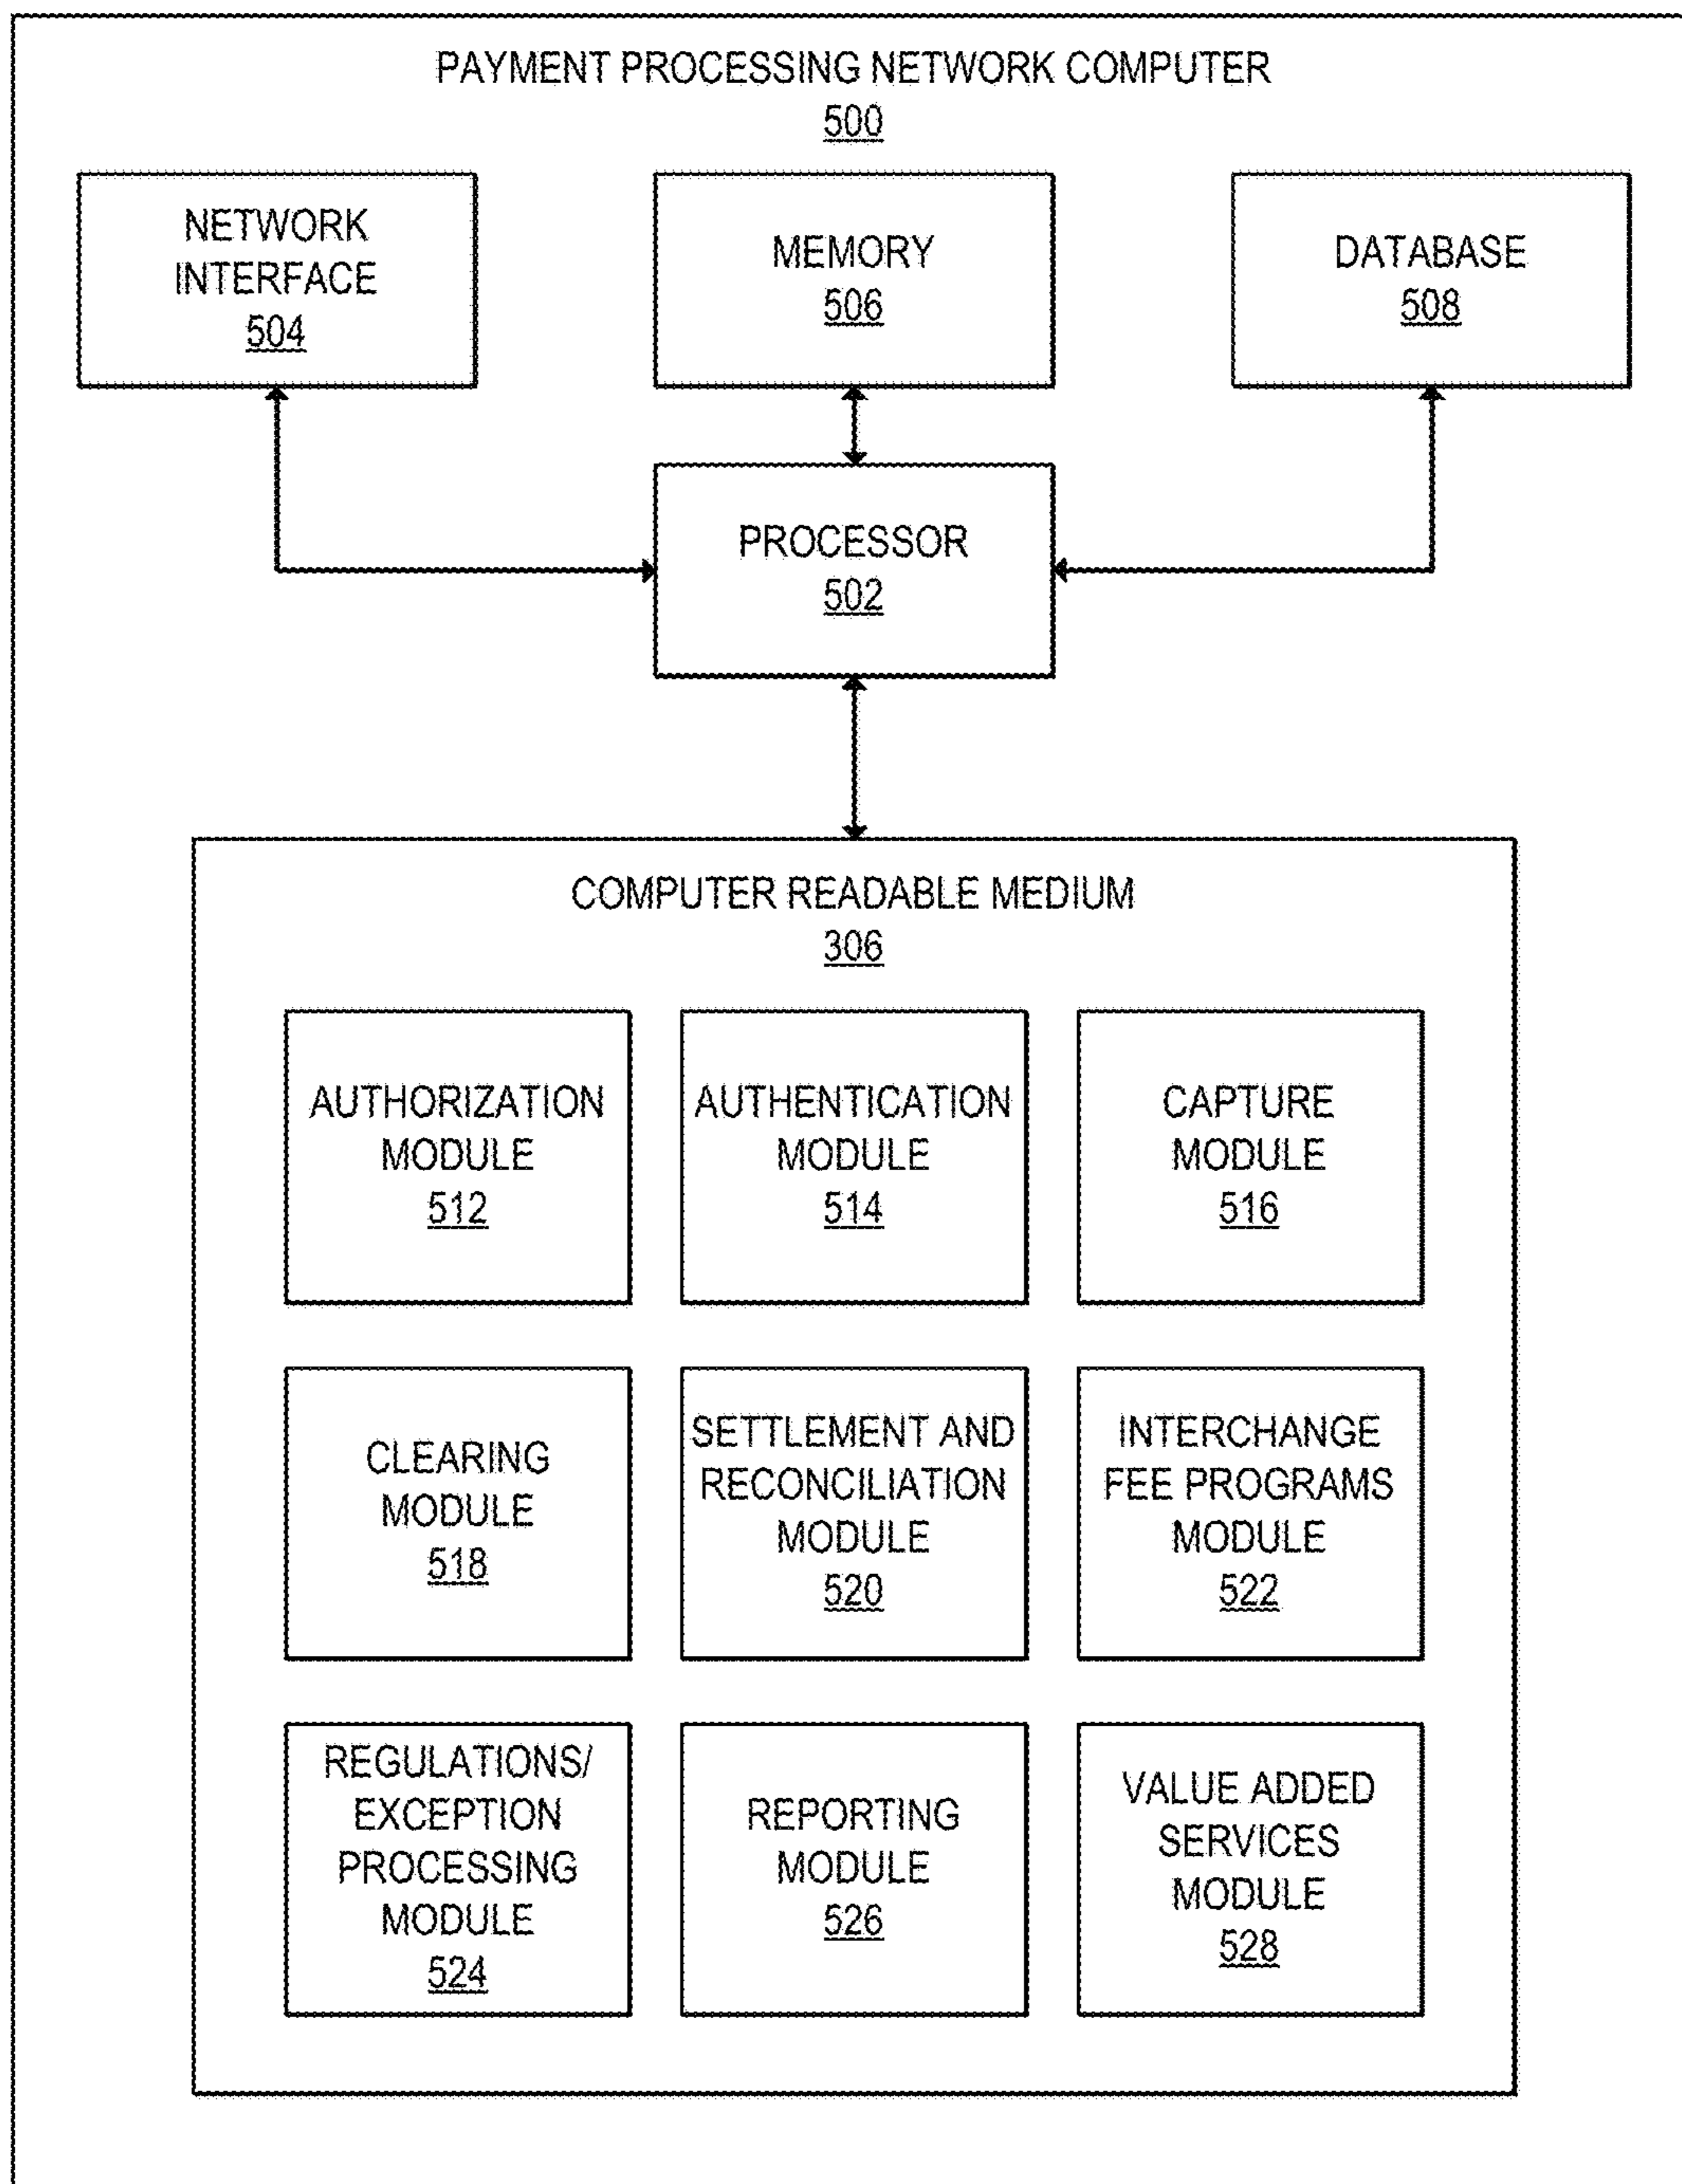 PAYMENT PROCESSING NETWORK COMPUTER
500
NETWORK
INTERFACE
504
MEMORY
506
DATABASE
508
PROCESSOR
502
COMPUTER READABLE MEDIUM
306
AUTHORIZATION
MODULE
512
AUTHENTICATION
MODULE
514
CAPTURE
MODULE
516
CLEARING
MODULE
518
SETTLEMENT AND
RECONCILIATION
MODULE
520
INTERCHANGE
FEE PROGRAMS
MODULE
522
REGULATIONS/
EXCEPTION
PROCESSING
MODULE
524
REPORTING
MODULE
526
VALUE ADDED
SERVICES
MODULE
528